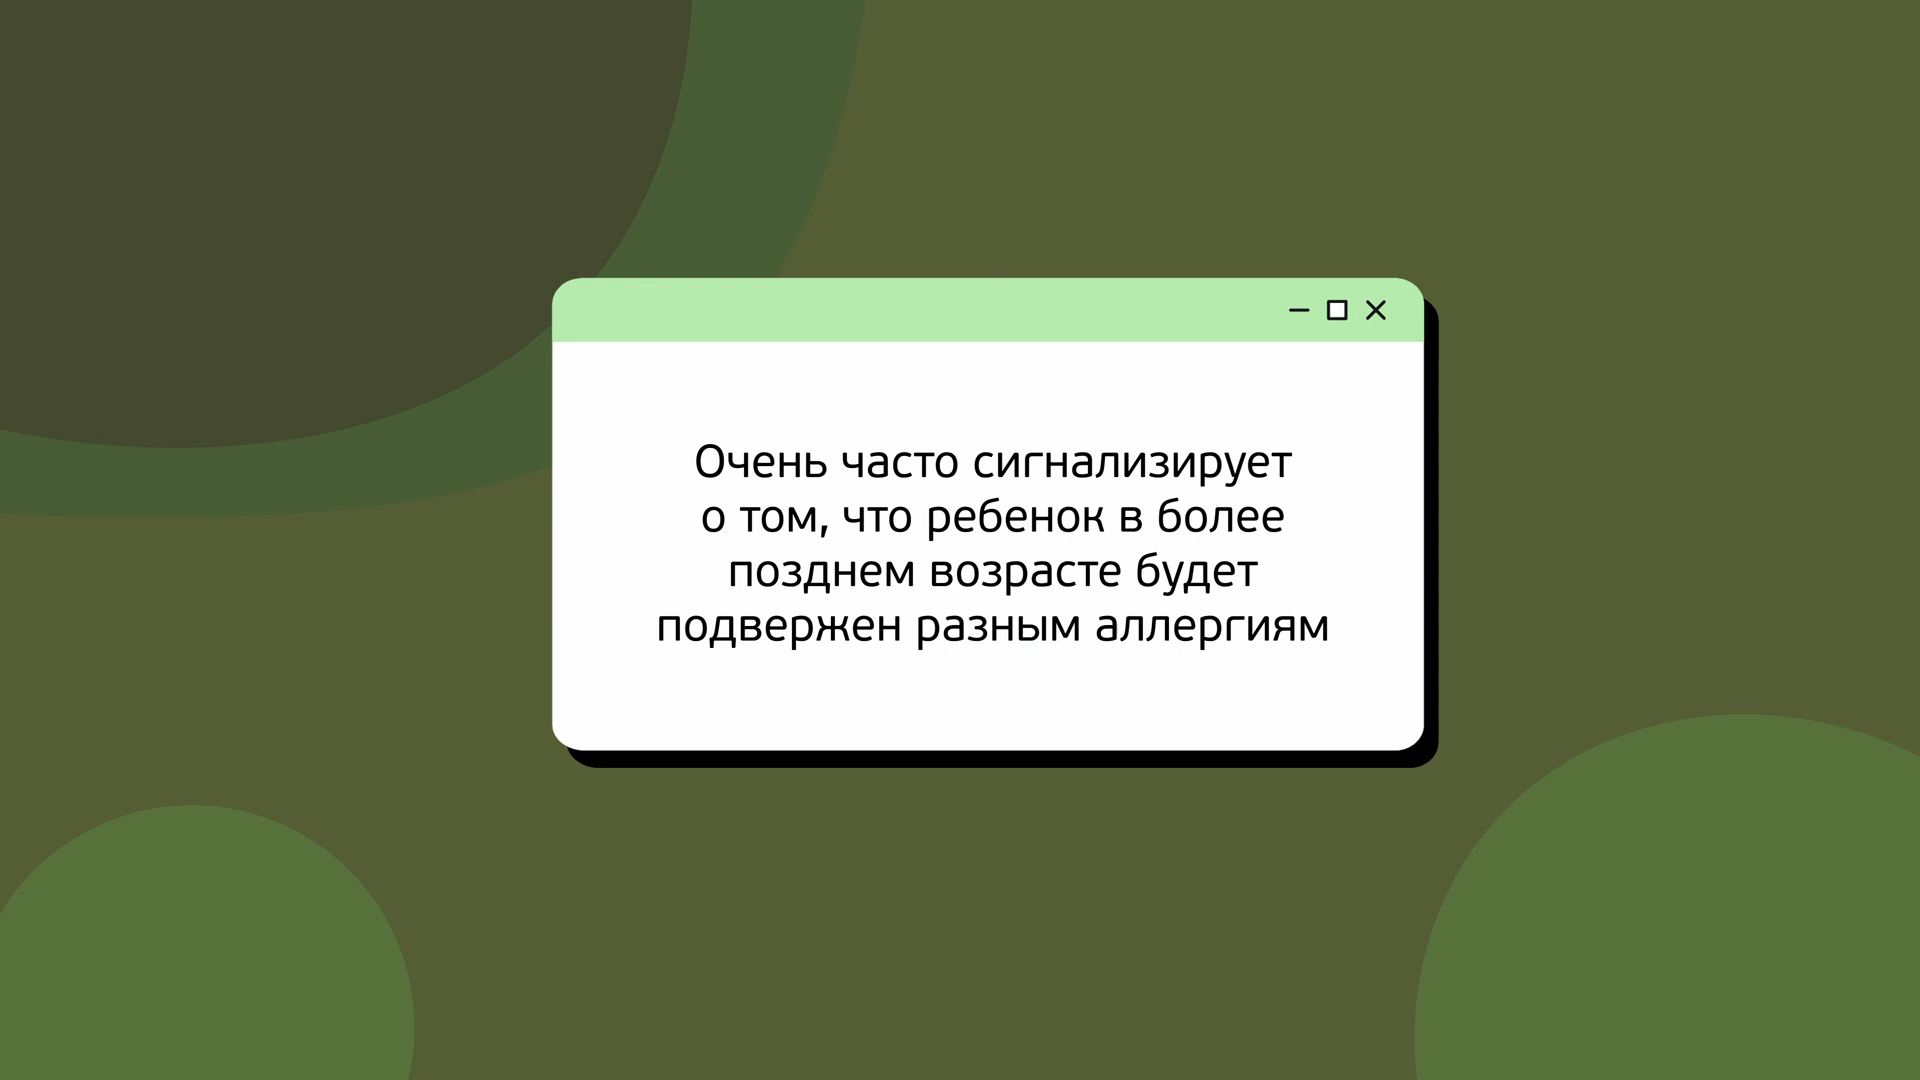 Очень часто сигнализирует
о том, что ребенок в более
позднем возрасте будет
подвержен разным аллергиям